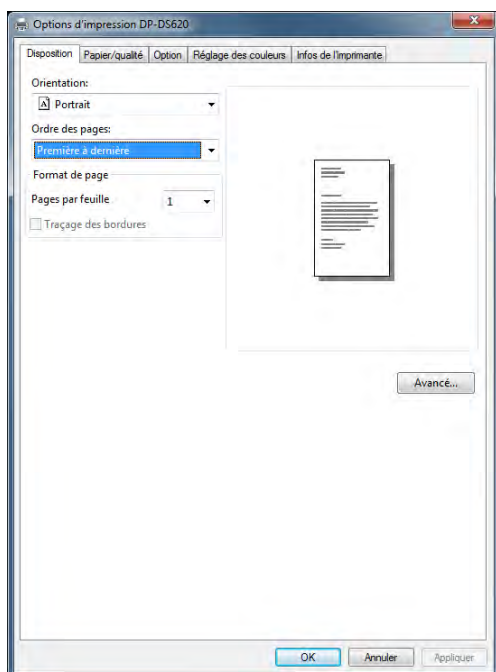 Options d'impression DP-DS620
Disposition Papier/qualité Option Réglage des couleurs Infos de l'imprimante
Orientation:
A Portrait
Ordre des pages:
Première à dernière
Format de page
Pages par feuille 1
Traçage des bordures
Avancé...
OK Annuler Appliquer